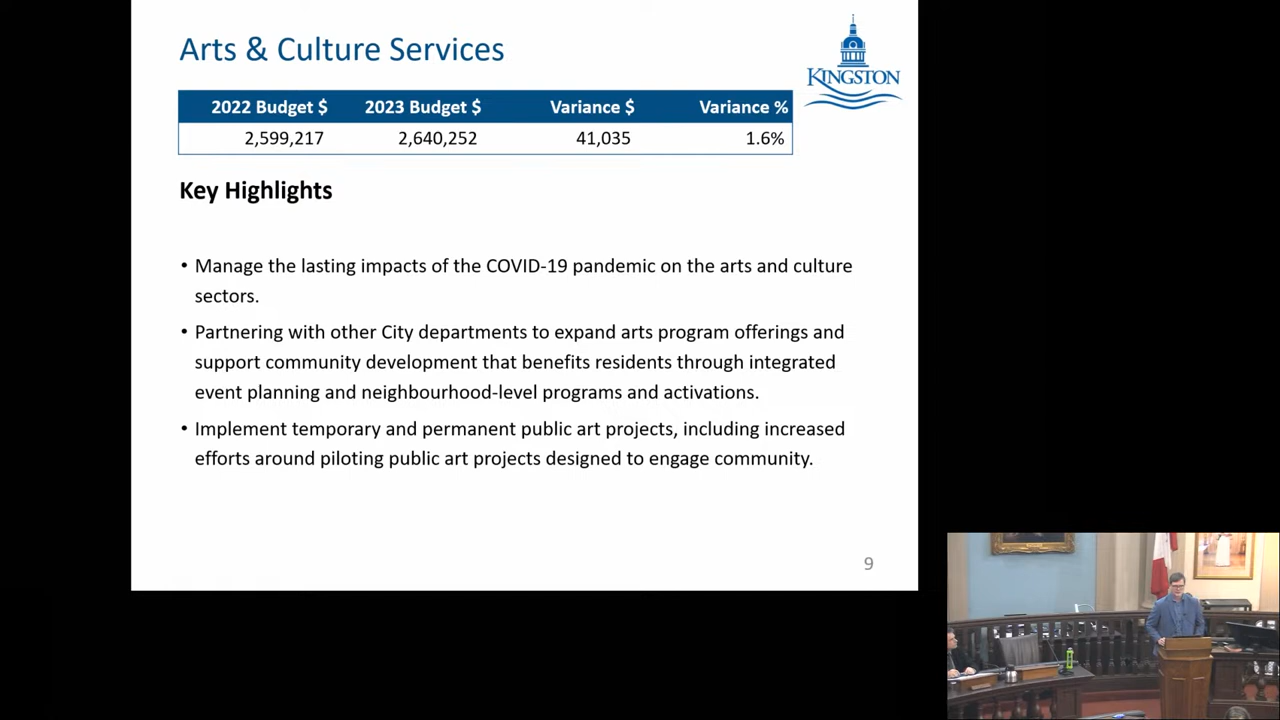 Arts & Culture Services
KINGSTON
2022 Budget $ 2023 Budget $ Variance $ Variance %
2,599,217 2,640,252 41,035 1.6%
Key Highlights
• Manage the lasting impacts of the COVID-19 pandemic on the arts and culture
sectors.
• Partnering with other City departments to expand arts program offerings and
support community development that benefits residents through integrated
event planning and neighbourhood-level programs and activations.
• Implement temporary and permanent public art projects, including increased
efforts around piloting public art projects designed to engage community.
9